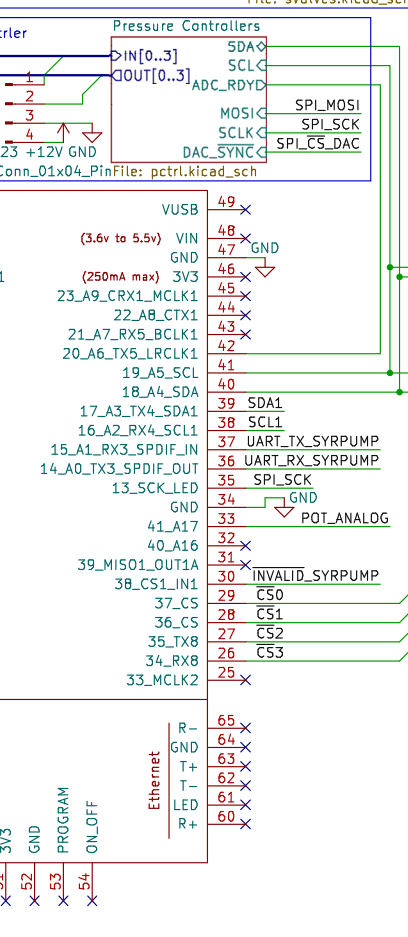 File: svalves.kicad_sch
Pressure Controllers
rler
SDA
IN[0..3]
SCL
OUT[0..3]
1
ADC_RDY
2
MOSI
SPI_MOSI
3
SCLK
SPI_SCK
4
DAC_SYNC
SPI_CS_DAC
23 +12V GND
Conn_01x04_Pin
File: pctrl.kicad_sch
VUSB 49
(3.6v to 5.5v) VIN 48
GND 47 GND
1
(250mA max) 3V3 46
23_A9_CRX1_MCLK1 45
22_A8_CTX1 44
21_A7_RX5_BCLK1 43
20_A6_TX5_LRCLK1 42
19_A5_SCL 41
18_A4_SDA 40
17_A3_TX4_SDA1 39 SDA1
16_A2_RX4_SCL1 38 SCL1
15_A1_RX3_SPDIF_IN 37 UART_TX_SYRPUMP
14_A0_TX3_SPDIF_OUT 36 UART_RX_SYRPUMP
13_SCK_LED 35 SPI_SCK
GND 34 GND
41_A17 33 POT_ANALOG
40_A16 32
39_MISO1_OUT1A 31
38_CS1_IN1 30 INVALID_SYRPUMP
37_CS 29 CS0
36_CS 28 CS1
35_TX8 27 CS2
34_RX8 26 CS3
33_MCLK2 25
Ethernet
R- 65
GND 64
T+ 63
T- 62
LED 61
R+ 60
3V3
GND
PROGRAM
ON_OFF
51
52
53
54